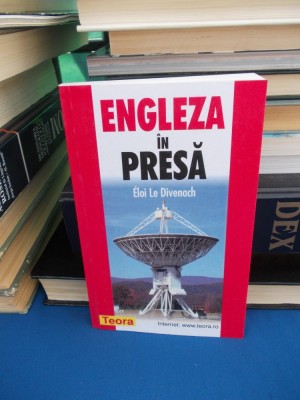 ENGLEZA
ÎN
PRESĂ
Éloi Le Divenach
Teora
Internet: www.teora.ro
DEX